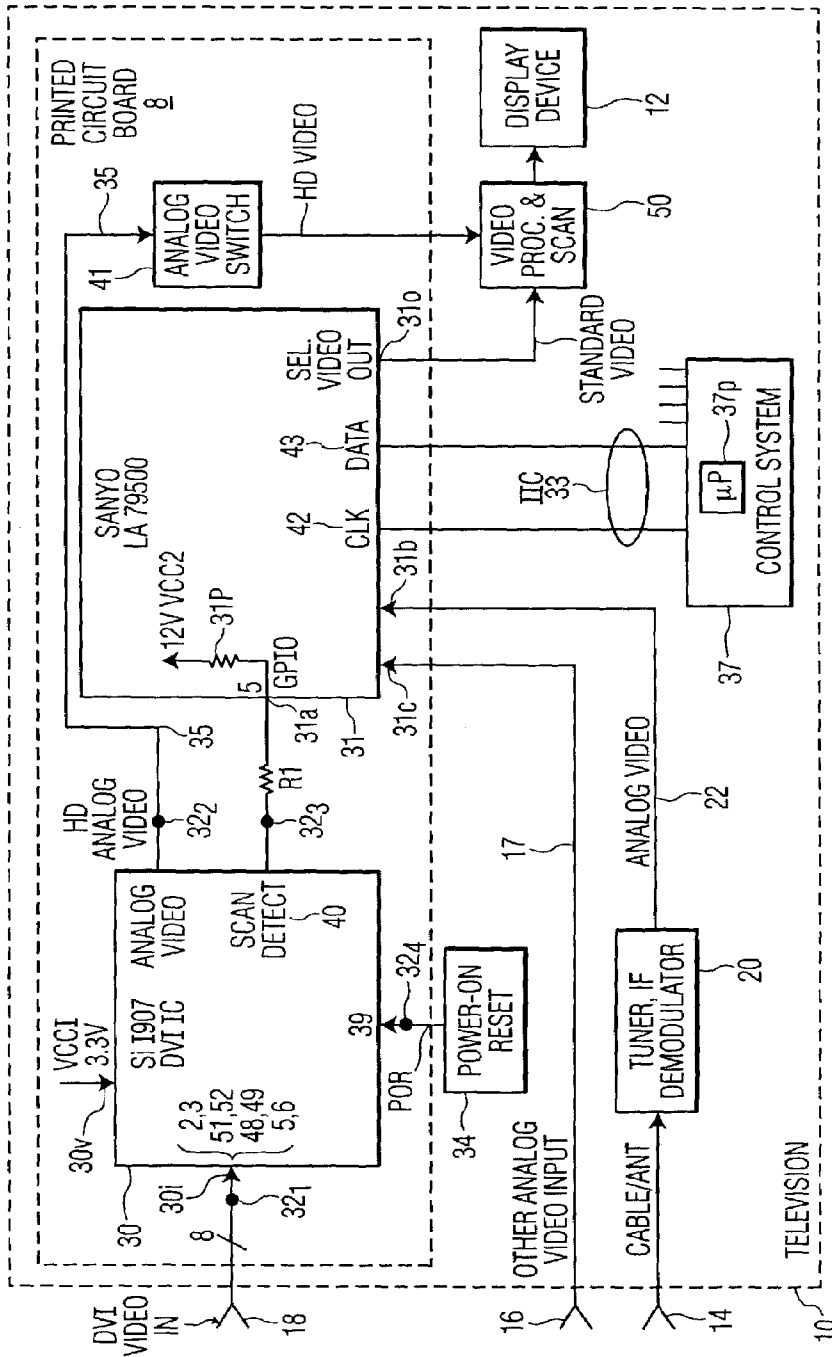 PRINTED
CIRCUIT
BOARD
8
35
41
ANALOG
VIDEO
SWITCH
HD VIDEO
DISPLAY
DEVICE
12
VIDEO
PROC. &
SCAN
50
STANDARD
VIDEO
SANYO
LA 79500
12V VCC2
31P
5
GPIO
31a
31
31c
31b
CLK
42
DATA
43
SEL.
VIDEO
OUT
31o
IIC
33
μP
37p
CONTROL SYSTEM
37
35
HD
ANALOG
VIDEO
322
R1
323
VCCI
3.3V
30v
SI I907
DVI IC
ANALOG
VIDEO
SCAN
DETECT
40
2,3
51,52
48,49
5,6
30i
30
321
8
39
324
POR
POWER-ON
RESET
34
DVI
VIDEO
IN
18
OTHER ANALOG
VIDEO INPUT
16
17
ANALOG VIDEO
22
CABLE/ANT
14
TUNER, IF
DEMODULATOR
20
TELEVISION
10